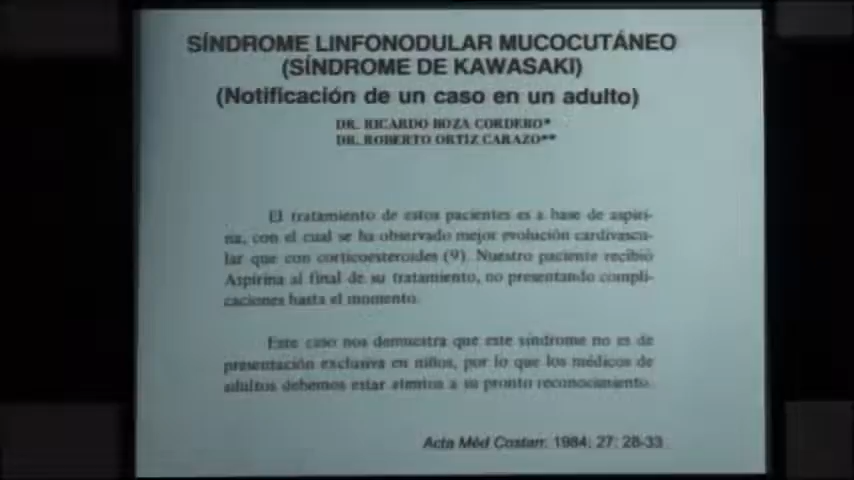 SÍNDROME LINFONODULAR MUCOCUTÁNEO
(SÍNDROME DE KAWASAKI)
(Notificación de un caso en un adulto)
DR. RICARDO BOZA CORDERO*
DR. ROBERTO ORTIZ CARAZO**
El tratamiento de estos pacientes es a base de aspiri-
na, con el cual se ha observado mejor evolución cardivascu-
lar que con corticoesteroides (9). Nuestro paciente recibió
Aspirina al final de su tratamiento, no presentando compli-
caciones hasta el momento.
Este caso nos demuestra que este síndrome no es de
presentación exclusiva en niños, por lo que los médicos de
adultos debemos estar atentos a su pronto reconocimiento.
Acta Méd Costarr. 1984; 27: 28-33